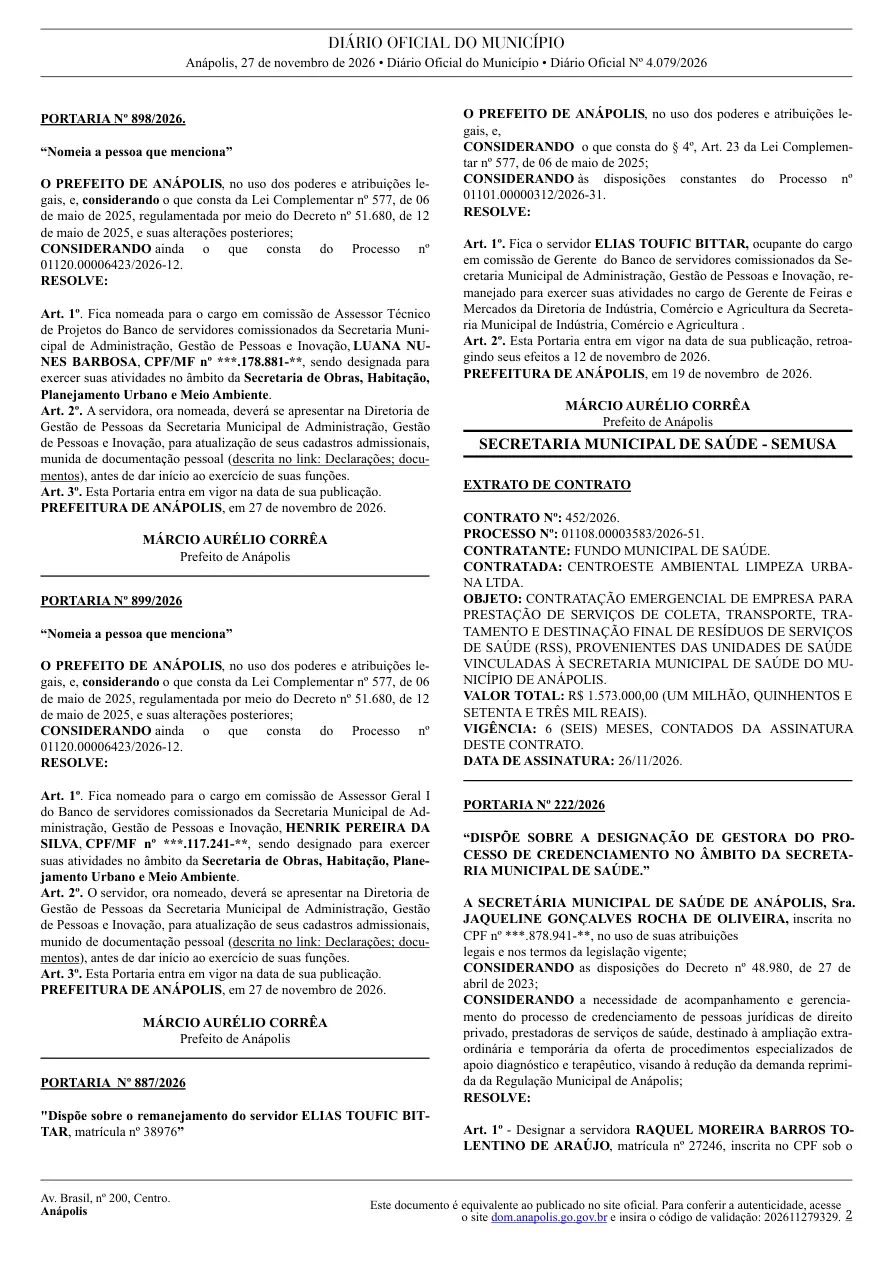 DIÁRIO OFICIAL DO MUNICÍPIO
Anápolis, 27 de novembro de 2026 • Diário Oficial do Município • Diário Oficial Nº 4.079/2026
PORTARIA Nº 898/2026.
“Nomeia a pessoa que menciona”
O PREFEITO DE ANÁPOLIS, no uso dos poderes e atribuições le-
gais, e, considerando o que consta da Lei Complementar nº 577, de 06
de maio de 2025, regulamentada por meio do Decreto nº 51.680, de 12
de maio de 2025, e suas alterações posteriores;
CONSIDERANDO ainda o que consta do Processo nº
01120.00006423/2026-12.
RESOLVE:
Art. 1º. Fica nomeada para o cargo em comissão de Assessor Técnico
de Projetos do Banco de servidores comissionados da Secretaria Muni-
cipal de Administração, Gestão de Pessoas e Inovação, LUANA NU-
NES BARBOSA, CPF/MF nº ***.178.881-**, sendo designada para
exercer suas atividades no âmbito da Secretaria de Obras, Habitação,
Planejamento Urbano e Meio Ambiente.
Art. 2º. A servidora, ora nomeada, deverá se apresentar na Diretoria de
Gestão de Pessoas da Secretaria Municipal de Administração, Gestão
de Pessoas e Inovação, para atualização de seus cadastros admissionais,
munida de documentação pessoal (descrita no link: Declarações; docu-
mentos), antes de dar início ao exercício de suas funções.
Art. 3º. Esta Portaria entra em vigor na data de sua publicação.
PREFEITURA DE ANÁPOLIS, em 27 de novembro de 2026.
MÁRCIO AURÉLIO CORRÊA
Prefeito de Anápolis
PORTARIA Nº 899/2026
“Nomeia a pessoa que menciona”
O PREFEITO DE ANÁPOLIS, no uso dos poderes e atribuições le-
gais, e, considerando o que consta da Lei Complementar nº 577, de 06
de maio de 2025, regulamentada por meio do Decreto nº 51.680, de 12
de maio de 2025, e suas alterações posteriores;
CONSIDERANDO ainda o que consta do Processo nº
01120.00006423/2026-12.
RESOLVE:
Art. 1º. Fica nomeado para o cargo em comissão de Assessor Geral I
do Banco de servidores comissionados da Secretaria Municipal de Ad-
ministração, Gestão de Pessoas e Inovação, HENRIK PEREIRA DA
SILVA, CPF/MF nº ***.117.241-**, sendo designado para exercer
suas atividades no âmbito da Secretaria de Obras, Habitação, Plane-
jamento Urbano e Meio Ambiente.
Art. 2º. O servidor, ora nomeado, deverá se apresentar na Diretoria de
Gestão de Pessoas da Secretaria Municipal de Administração, Gestão
de Pessoas e Inovação, para atualização de seus cadastros admissionais,
munido de documentação pessoal (descrita no link: Declarações; docu-
mentos), antes de dar início ao exercício de suas funções.
Art. 3º. Esta Portaria entra em vigor na data de sua publicação.
PREFEITURA DE ANÁPOLIS, em 27 de novembro de 2026.
MÁRCIO AURÉLIO CORRÊA
Prefeito de Anápolis
PORTARIA Nº 887/2026
"Dispõe sobre o remanejamento do servidor ELIAS TOUFIC BIT-
TAR, matrícula nº 38976”
O PREFEITO DE ANÁPOLIS, no uso dos poderes e atribuições le-
gais, e,
CONSIDERANDO o que consta do § 4º, Art. 23 da Lei Complemen-
tar nº 577, de 06 de maio de 2025;
CONSIDERANDO às disposições constantes do Processo nº
01101.00000312/2026-31.
RESOLVE:
Art. 1º. Fica o servidor ELIAS TOUFIC BITTAR, ocupante do cargo
em comissão de Gerente do Banco de servidores comissionados da Se-
cretaria Municipal de Administração, Gestão de Pessoas e Inovação, re-
manejado para exercer suas atividades no cargo de Gerente de Feiras e
Mercados da Diretoria de Indústria, Comércio e Agricultura da Secreta-
ria Municipal de Indústria, Comércio e Agricultura .
Art. 2º. Esta Portaria entra em vigor na data de sua publicação, retroa-
gindo seus efeitos a 12 de novembro de 2026.
PREFEITURA DE ANÁPOLIS, em 19 de novembro de 2026.
MÁRCIO AURÉLIO CORRÊA
Prefeito de Anápolis
SECRETARIA MUNICIPAL DE SAÚDE - SEMUSA
EXTRATO DE CONTRATO
CONTRATO Nº: 452/2026.
PROCESSO Nº: 01108.00003583/2026-51.
CONTRATANTE: FUNDO MUNICIPAL DE SAÚDE.
CONTRATADA: CENTROESTE AMBIENTAL LIMPEZA URBA-
NA LTDA.
OBJETO: CONTRATAÇÃO EMERGENCIAL DE EMPRESA PARA
PRESTAÇÃO DE SERVIÇOS DE COLETA, TRANSPORTE, TRA-
TAMENTO E DESTINAÇÃO FINAL DE RESÍDUOS DE SERVIÇOS
DE SAÚDE (RSS), PROVENIENTES DAS UNIDADES DE SAÚDE
VINCULADAS À SECRETARIA MUNICIPAL DE SAÚDE DO MU-
NICÍPIO DE ANÁPOLIS.
VALOR TOTAL: R$ 1.573.000,00 (UM MILHÃO, QUINHENTOS E
SETENTA E TRÊS MIL REAIS).
VIGÊNCIA: 6 (SEIS) MESES, CONTADOS DA ASSINATURA
DESTE CONTRATO.
DATA DE ASSINATURA: 26/11/2026.
PORTARIA Nº 222/2026
“DISPÕE SOBRE A DESIGNAÇÃO DE GESTORA DO PRO-
CESSO DE CREDENCIAMENTO NO ÂMBITO DA SECRETA-
RIA MUNICIPAL DE SAÚDE.”
A SECRETÁRIA MUNICIPAL DE SAÚDE DE ANÁPOLIS, Sra.
JAQUELINE GONÇALVES ROCHA DE OLIVEIRA, inscrita no
CPF nº ***.878.941-**, no uso de suas atribuições
legais e nos termos da legislação vigente;
CONSIDERANDO as disposições do Decreto nº 48.980, de 27 de
abril de 2023;
CONSIDERANDO a necessidade de acompanhamento e gerencia-
mento do processo de credenciamento de pessoas jurídicas de direito
privado, prestadoras de serviços de saúde, destinado à ampliação extra-
ordinária e temporária da oferta de procedimentos especializados de
apoio diagnóstico e terapêutico, visando à redução da demanda reprimi-
da da Regulação Municipal de Anápolis;
RESOLVE:
Art. 1º - Designar a servidora RAQUEL MOREIRA BARROS TO-
LENTINO DE ARAÚJO, matrícula nº 27246, inscrita no CPF sob o
Av. Brasil, nº 200, Centro.
Anápolis
Este documento é equivalente ao publicado no site oficial. Para conferir a autenticidade, acesse
o site dom.anapolis.go.gov.br e insira o código de validação: 202611279329. 2